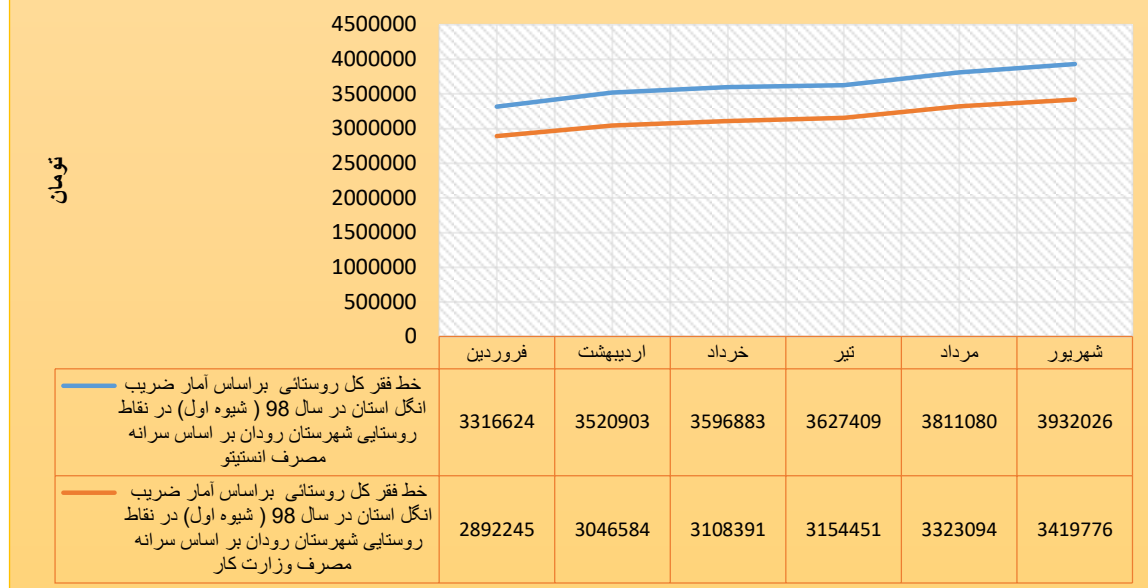 4500000
4000000
3500000
3000000
2500000
2000000
1500000
1000000
500000
0
تومان
فروردین
اردیبهشت
خرداد
تیر
مرداد
شهریور
خط فقر کل روستائی براساس آمار ضریب
انگل استان در سال 98 ( شیوه اول) در نقاط
روستایی شهرستان رودان بر اساس سرانه
مصرف انستیتو
3316624
3520903
3596883
3627409
3811080
3932026
خط فقر کل روستائی براساس آمار ضریب
انگل استان در سال 98 ( شیوه اول) در نقاط
روستایی شهرستان رودان بر اساس سرانه
مصرف وزارت کار
2892245
3046584
3108391
3154451
3323094
3419776